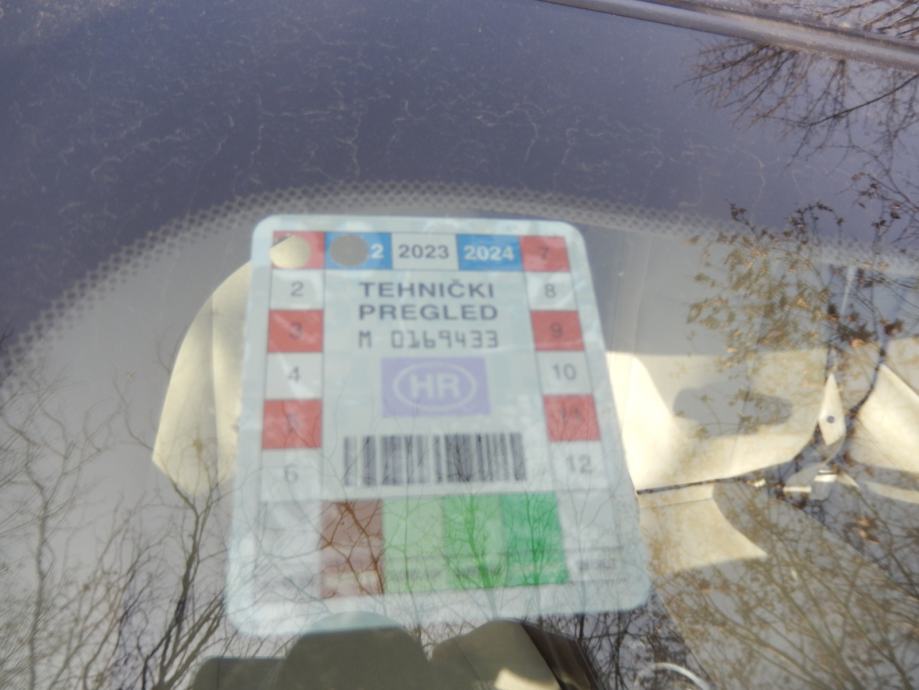 2 2023 2024 7
2 TEHNIČKI 8
PREGLED
3 M 0169433 9
4 HR 10
5 11
6 12